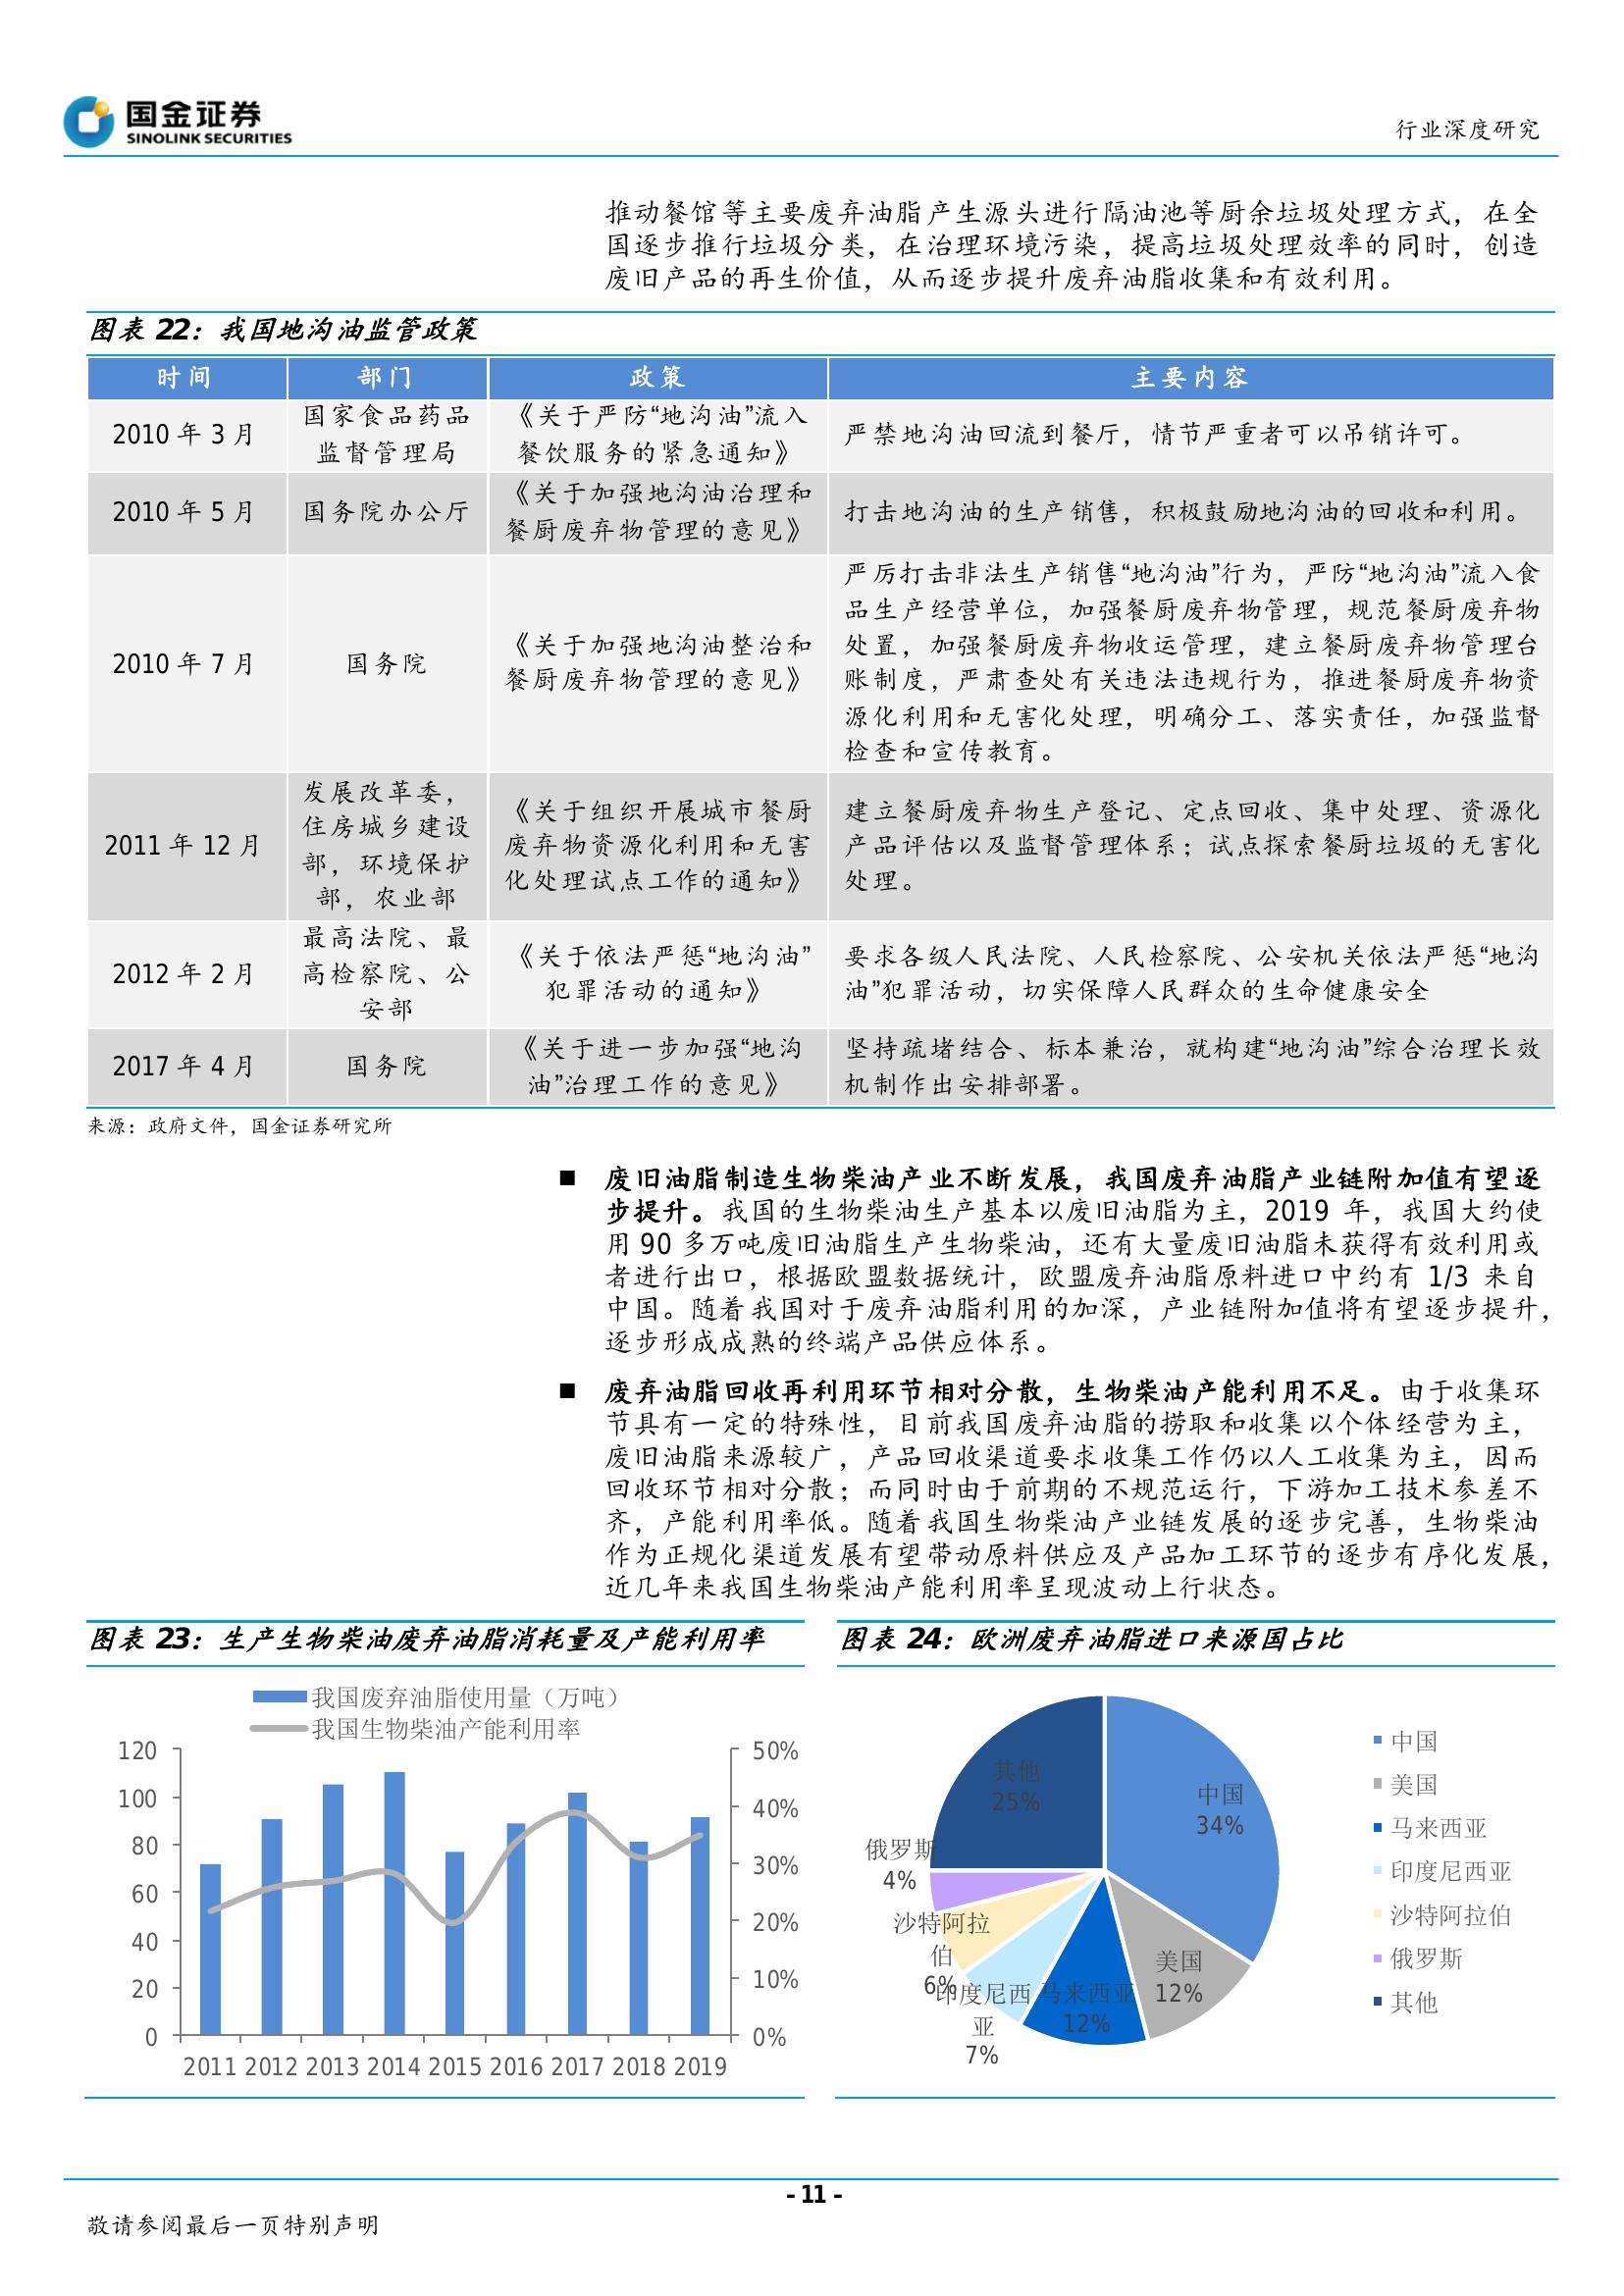 国金证券
SINOLINK SECURITIES
行业深度研究
推动餐馆等主要废弃油脂产生源头进行隔油池等厨余垃圾处理方式，在全
国逐步推行垃圾分类，在治理环境污染，提高垃圾处理效率的同时，创造
废旧产品的再生价值，从而逐步提升废弃油脂收集和有效利用。
图表 22：我国地沟油监管政策
时间 部门 政策 主要内容
2010 年 3 月
国家食品药品
监督管理局
《关于严防“地沟油”流入
餐饮服务的紧急通知》
严禁地沟油回流到餐厅，情节严重者可以吊销许可。
2010 年 5 月
国务院办公厅
《关于加强地沟油治理和
餐厨废弃物管理的意见》
打击地沟油的生产销售，积极鼓励地沟油的回收和利用。
2010 年 7 月
国务院
《关于加强地沟油整治和
餐厨废弃物管理的意见》
严厉打击非法生产销售“地沟油”行为，严防“地沟油”流入食
品生产经营单位，加强餐厨废弃物管理，规范餐厨废弃物
处置，加强餐厨废弃物收运管理，建立餐厨废弃物管理台
账制度，严肃查处有关违法违规行为，推进餐厨废弃物资
源化利用和无害化处理，明确分工、落实责任，加强监督
检查和宣传教育。
2011 年 12 月
发展改革委，
住房城乡建设
部，环境保护
部，农业部
《关于组织开展城市餐厨
废弃物资源化利用和无害
化处理试点工作的通知》
建立餐厨废弃物生产登记、定点回收、集中处理、资源化
产品评估以及监督管理体系；试点探索餐厨垃圾的无害化
处理。
2012 年 2 月
最高法院、最
高检察院、公
安部
《关于依法严惩“地沟油”
犯罪活动的通知》
要求各级人民法院、人民检察院、公安机关依法严惩“地沟
油”犯罪活动，切实保障人民群众的生命健康安全
2017 年 4 月
国务院
《关于进一步加强“地沟
油”治理工作的意见》
坚持疏堵结合、标本兼治，就构建“地沟油”综合治理长效
机制作出安排部署。
来源：政府文件，国金证券研究所
■ 废旧油脂制造生物柴油产业不断发展，我国废弃油脂产业链附加值有望逐
步提升。我国的生物柴油生产基本以废旧油脂为主，2019 年，我国大约使
用 90 多万吨废旧油脂生产生物柴油，还有大量废旧油脂未获得有效利用或
者进行出口，根据欧盟数据统计，欧盟废弃油脂原料进口中约有 1/3 来自
中国。随着我国对于废弃油脂利用的加深，产业链附加值将有望逐步提升，
逐步形成成熟的终端产品供应体系。
■ 废弃油脂回收再利用环节相对分散，生物柴油产能利用不足。由于收集环
节具有一定的特殊性，目前我国废弃油脂的捞取和收集以个体经营为主，
废旧油脂来源较广，产品回收渠道要求收集工作仍以人工收集为主，因而
回收环节相对分散；而同时由于前期的不规范运行，下游加工技术参差不
齐，产能利用率低。随着我国生物柴油产业链发展的逐步完善，生物柴油
作为正规化渠道发展有望带动原料供应及产品加工环节的逐步有序化发展，
近几年来我国生物柴油产能利用率呈现波动上行状态。
图表 23：生产生物柴油废弃油脂消耗量及产能利用率
我国废弃油脂使用量（万吨）
我国生物柴油产能利用率
120
100
80
60
40
20
0
50%
40%
30%
20%
10%
0%
2011 2012 2013 2014 2015 2016 2017 2018 2019
图表 24：欧洲废弃油脂进口来源国占比
中国
34%
美国
12%
马来西亚
12%
印度尼西
亚
7%
沙特阿拉
伯
6%
俄罗斯
4%
其他
25%
中国
美国
马来西亚
印度尼西亚
沙特阿拉伯
俄罗斯
其他
- 11 -
敬请参阅最后一页特别声明